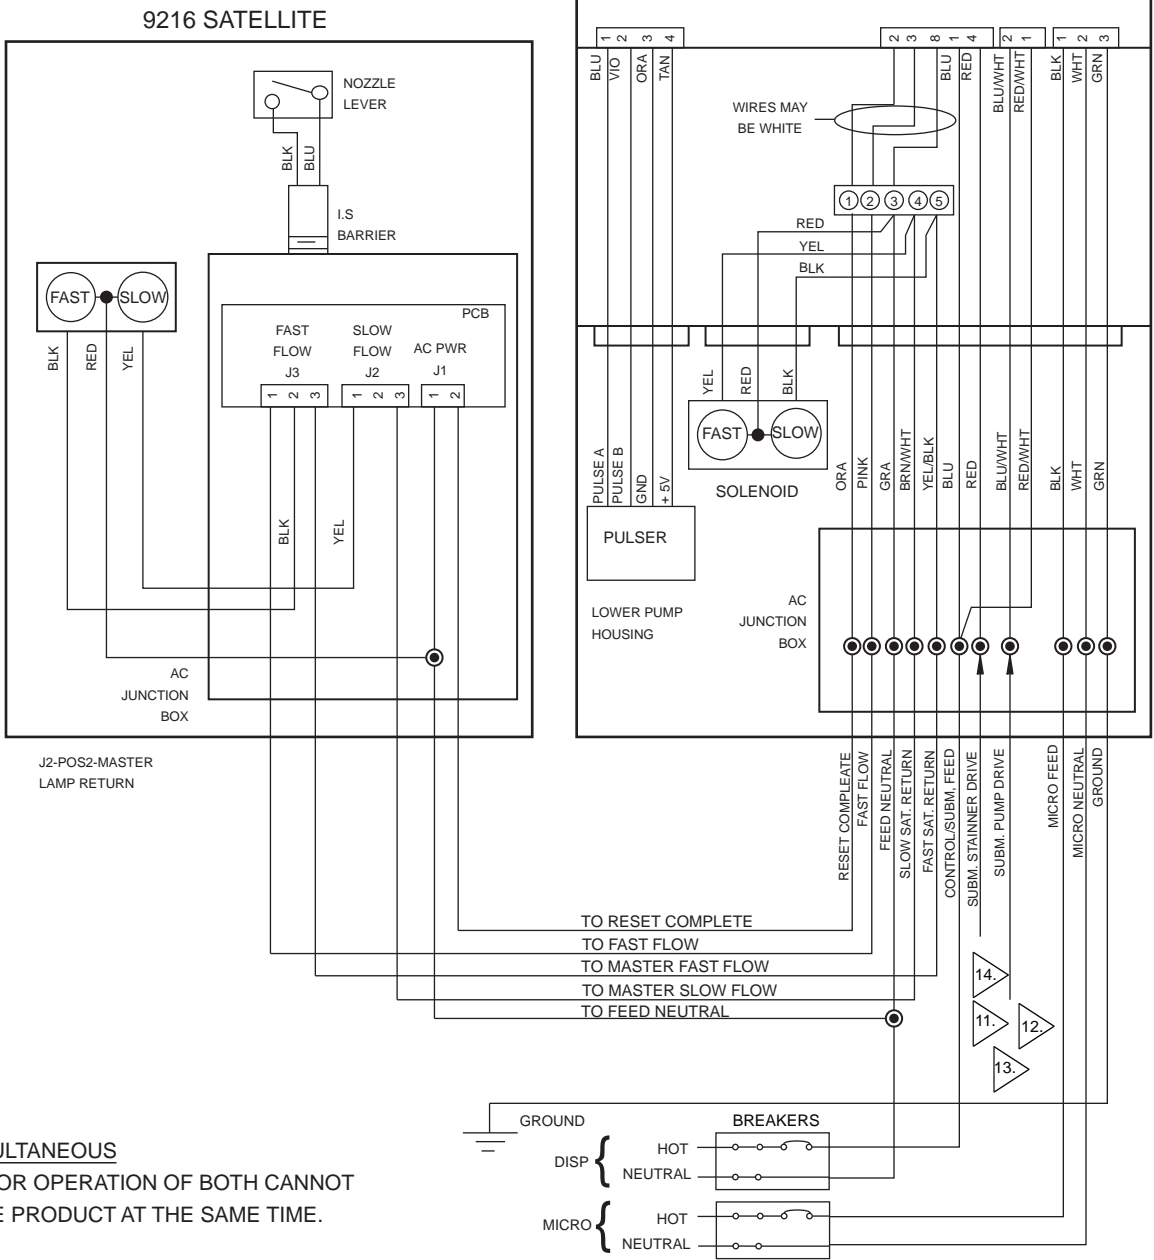 9216 SATELLITE
NOZZLE
LEVER
BLK
BLU
I.S
BARRIER
FAST
SLOW
BLK
RED
YEL
PCB
FAST
FLOW
J3
SLOW
FLOW
J2
AC PWR
J1
1
2
3
1
2
3
1
2
BLK
YEL
AC
JUNCTION
BOX
J2-POS2-MASTER
LAMP RETURN
1
2
3
4
2
3
8
1
4
2
1
1
2
3
BLU
VIO
ORA
TAN
BLU
RED
BLU/WHT
RED/WHT
BLK
WHT
GRN
WIRES MAY
BE WHITE
1
2
3
4
5
RED
YEL
BLK
YEL
RED
BLK
FAST
SLOW
SOLENOID
PULSE A
PULSE B
GND
+ 5V
PULSER
LOWER PUMP
HOUSING
ORA
PINK
GRA
BRN/WHT
YEL/BLK
BLU
RED
BLU/WHT
RED/WHT
BLK
WHT
GRN
AC
JUNCTION
BOX
RESET COMPLEATE
FAST FLOW
FEED NEUTRAL
SLOW SAT. RETURN
FAST SAT. RETURN
CONTROL/SUBM, FEED
SUBM. STAINNER DRIVE
SUBM. PUMP DRIVE
MICRO FEED
MICRO NEUTRAL
GROUND
TO RESET COMPLETE
TO FAST FLOW
TO MASTER FAST FLOW
TO MASTER SLOW FLOW
TO FEED NEUTRAL
14.
11.
12.
13.
GROUND
BREAKERS
DISP
HOT
NEUTRAL
MICRO
HOT
NEUTRAL
ULTANEOUS
OR OPERATION OF BOTH CANNOT
E PRODUCT AT THE SAME TIME.